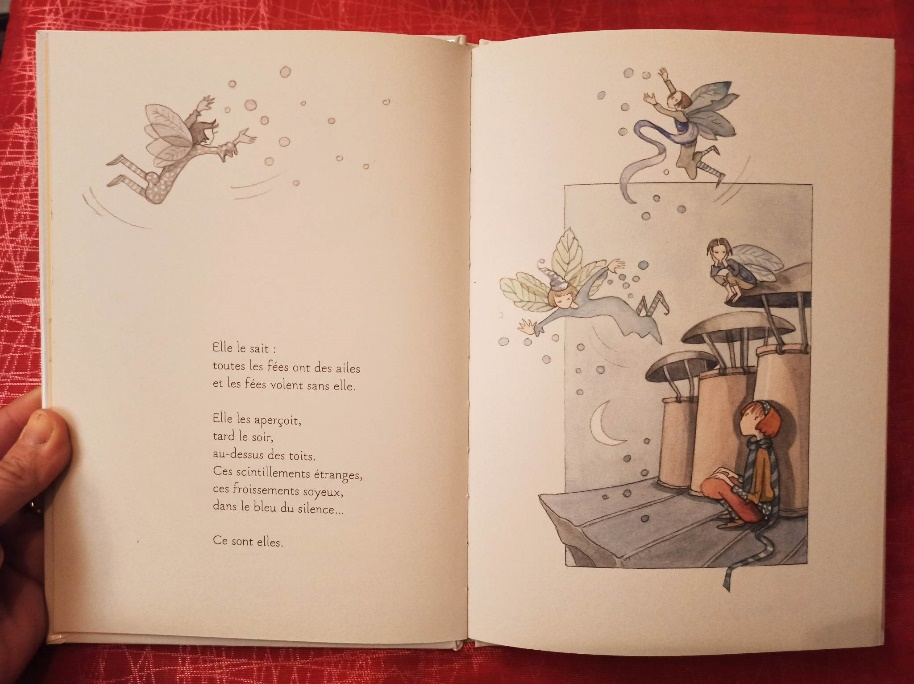 Elle le sait :
toutes les fées ont des ailes
et les fées volent sans elle.
Elle les aperçoit,
tard le soir,
au-dessus des toits.
Ces scintillements étranges,
ces froissements soyeux,
dans le bleu du silence...
Ce sont elles.